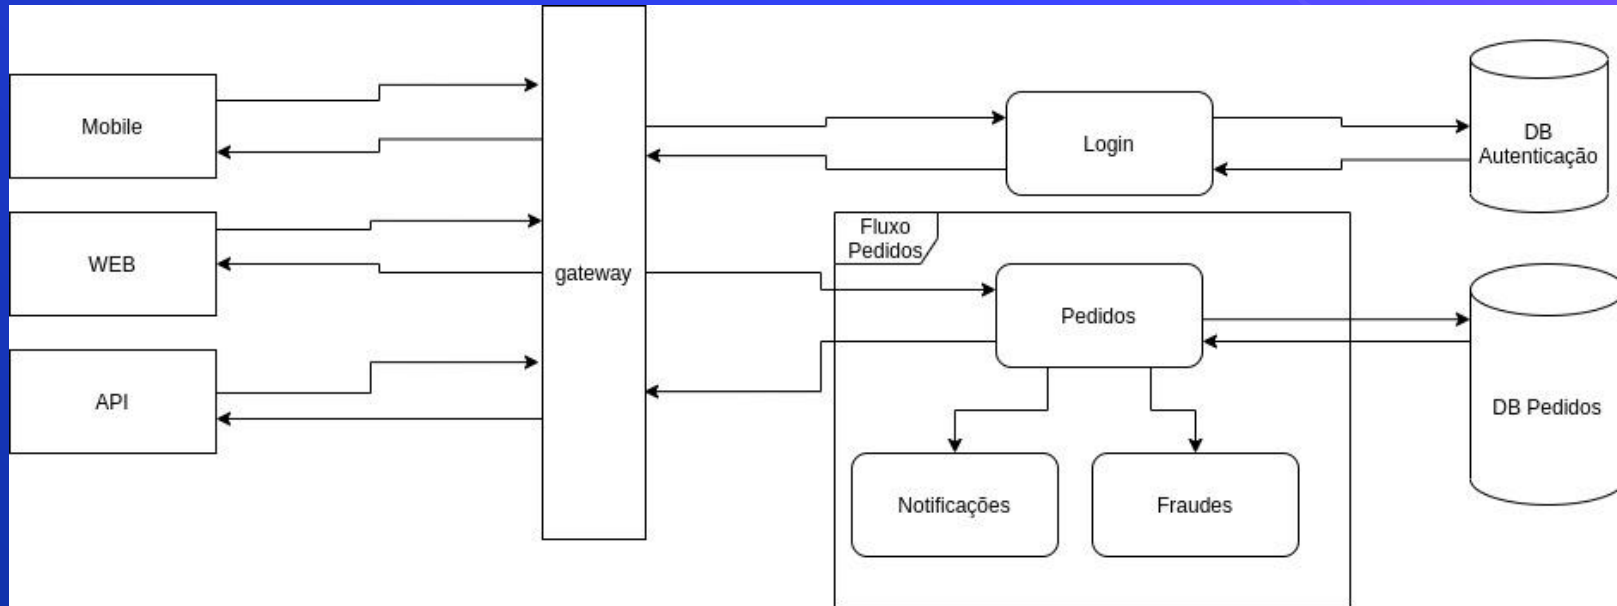 Mobile
WEB
API
gateway
Login
DB
Autenticação
Fluxo
Pedidos
Pedidos
DB Pedidos
Notificações
Fraudes